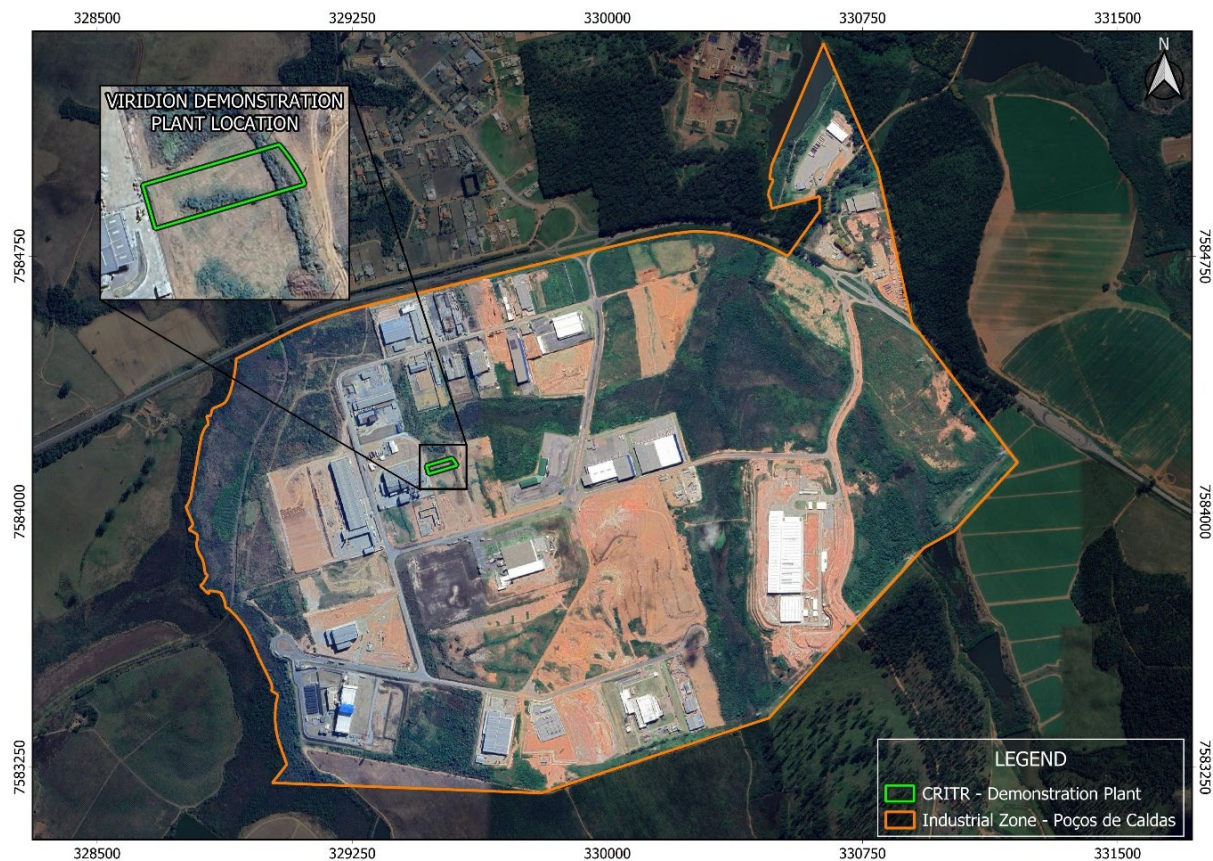 328500 329250 330000 330750 331500
N
VIRIDION DEMONSTRATION
PLANT LOCATION
7584750 7584750
7584000 7584000
7583250 7583250
LEGEND
CRITR - Demonstration Plant
Industrial Zone - Poços de Caldas
328500 329250 330000 330750 331500